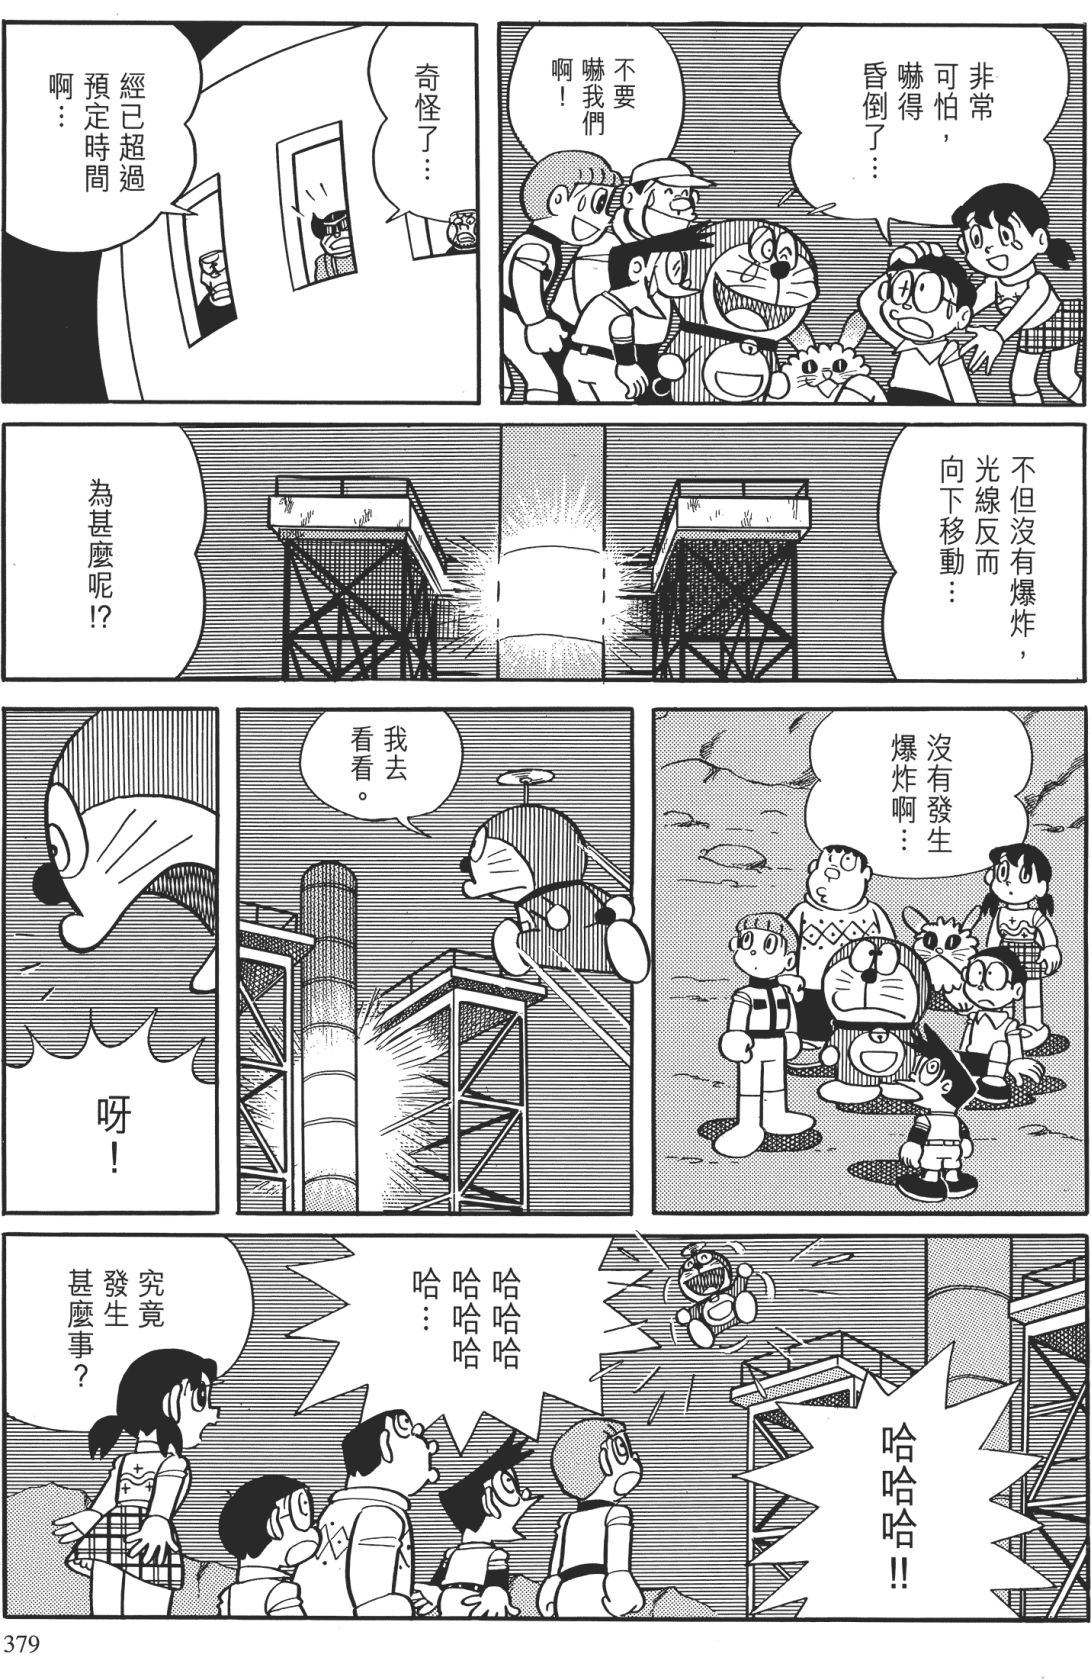 非常
可怕，
嚇得
昏倒了…
不要
嚇我們
啊！
奇怪了…
經已超過
預定時間
啊…
不但沒有爆炸，
光線反而
向下移動…
為甚麼呢!?
沒有發生
爆炸啊…
我去
看看。
呀！
哈哈哈!!
哈哈哈
哈哈哈
哈…
究竟
發生
甚麼事？
379